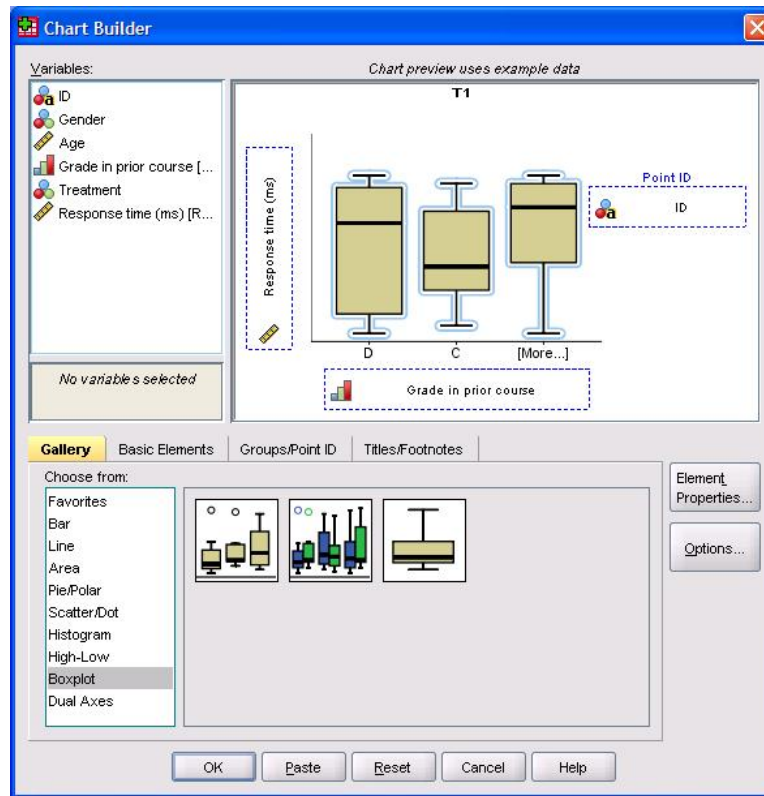 Chart Builder
Variables:
ID
Gender
Age
Grade in prior course [...
Treatment
Response time (ms) [R...
No variables selected
Chart preview uses example data
T1
Response time (ms)
D
C
[More...]
Grade in prior course
Point ID
a
ID
Gallery
Basic Elements
Groups/Point ID
Titles/Footnotes
Choose from:
Favorites
Bar
Line
Area
Pie/Polar
Scatter/Dot
Histogram
High-Low
Boxplot
Dual Axes
Element
Properties...
Options...
OK
Paste
Reset
Cancel
Help